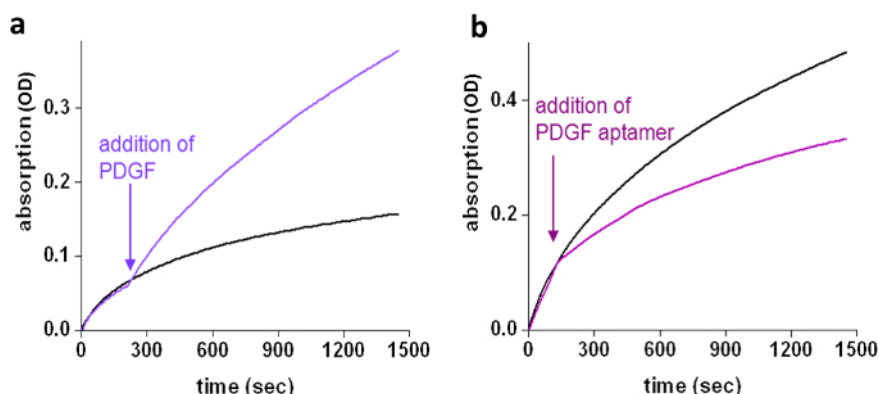 a
absorption (OD)
0.3
0.2
0.1
0.0
addition of
PDGF
0 300 600 900 1200 1500
time (sec)
b
absorption (OD)
0.4
0.2
0.0
addition of
PDGF aptamer
0 300 600 900 1200 1500
time (sec)